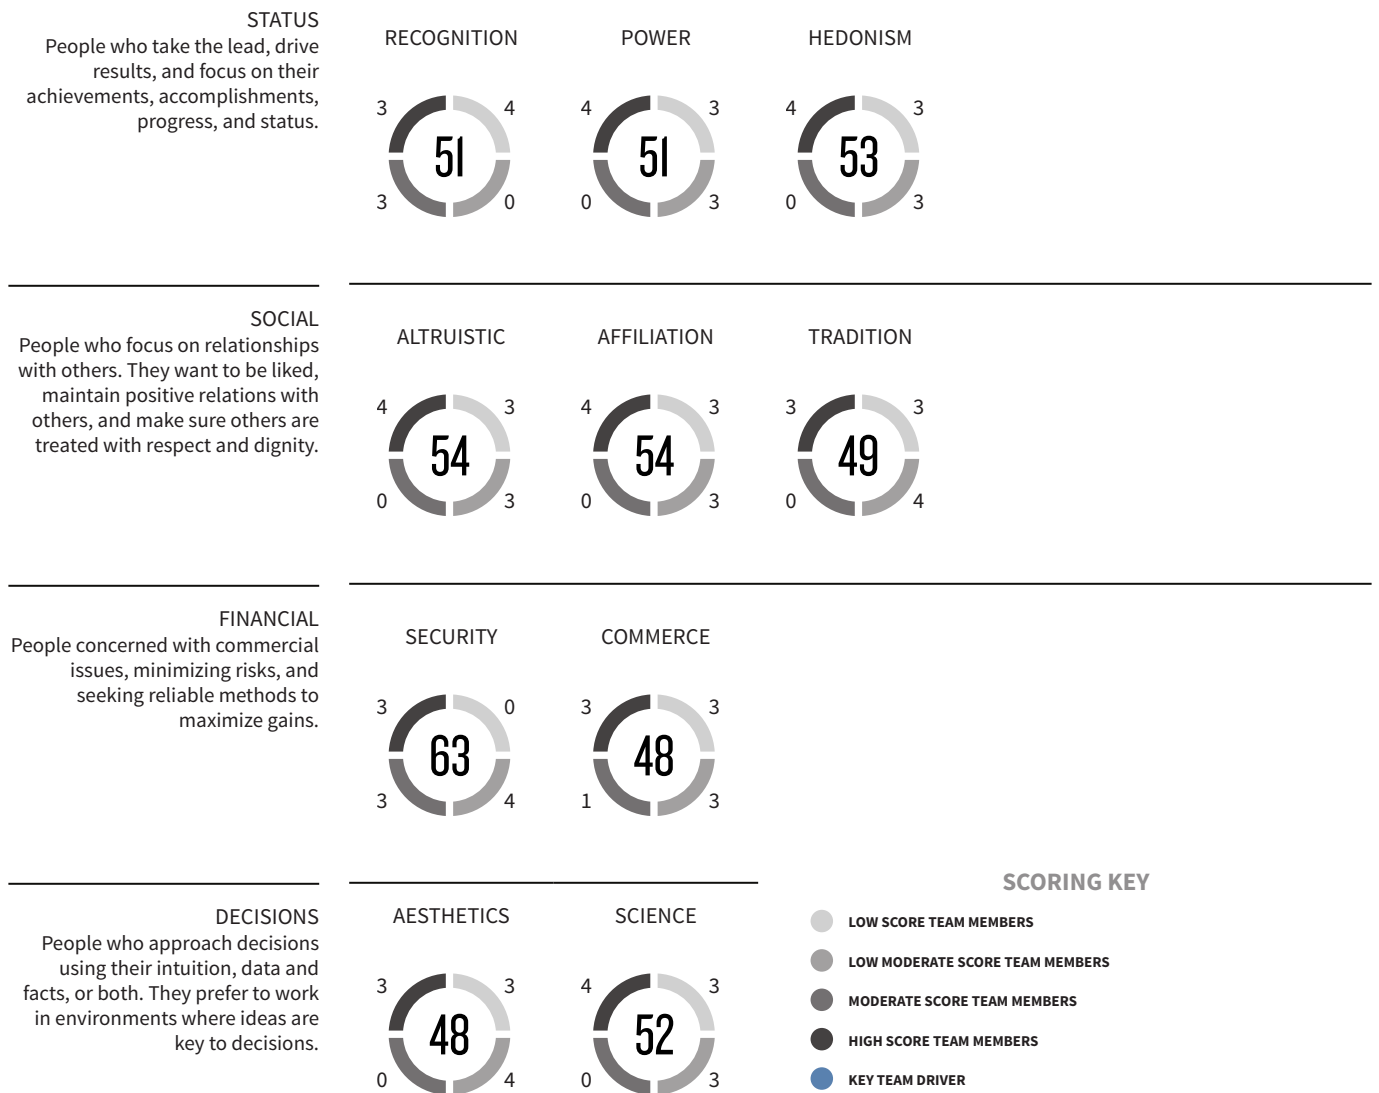 STATUS
People who take the lead, drive
results, and focus on their
achievements, accomplishments,
progress, and status.
RECOGNITION POWER HEDONISM
3 4 4 3 4 3
51 51 53
3 0 0 3 0 3
SOCIAL
People who focus on relationships
with others. They want to be liked,
maintain positive relations with
others, and make sure others are
treated with respect and dignity.
ALTRUISTIC AFFILIATION TRADITION
4 3 4 3 3 3
54 54 49
0 3 0 3 0 4
FINANCIAL
People concerned with commercial
issues, minimizing risks, and
seeking reliable methods to
maximize gains.
SECURITY COMMERCE
3 0 3 3
63 48
3 4 1 3
DECISIONS
People who approach decisions
using their intuition, data and
facts, or both. They prefer to work
in environments where ideas are
key to decisions.
AESTHETICS SCIENCE
3 3 4 3
48 52
0 4 0 3
SCORING KEY
LOW SCORE TEAM MEMBERS
LOW MODERATE SCORE TEAM MEMBERS
MODERATE SCORE TEAM MEMBERS
HIGH SCORE TEAM MEMBERS
KEY TEAM DRIVER